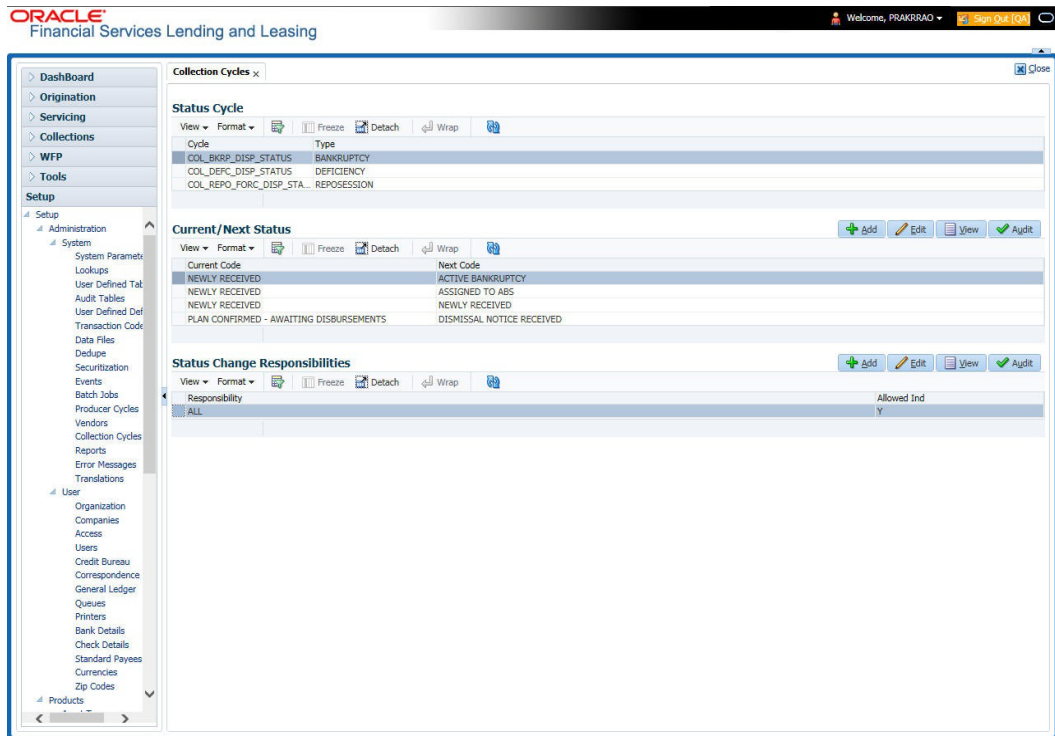 ORACLE®
Financial Services Lending and Leasing
Welcome, PRAKRRAO
Sign Out [QA]
DashBoard
Origination
Servicing
Collections
WFP
Tools
Setup
Setup
Administration
System
System Paramete
Lookups
User Defined Tab
Audit Tables
User Defined Def
Transaction Code
Data Files
Dedupe
Securitization
Events
Batch Jobs
Producer Cycles
Vendors
Collection Cycles
Reports
Error Messages
Translations
User
Organization
Companies
Access
Users
Credit Bureau
Correspondence
General Ledger
Queues
Printers
Bank Details
Check Details
Standard Payees
Currencies
Zip Codes
Products
Collection Cycles x
Close
Status Cycle
View Format Freeze Detach Wrap
Cycle Type
COL_BKRP_DISP_STATUS BANKRUPTCY
COL_DEFC_DISP_STATUS DEFICIENCY
COL_REPO_FORC_DISP_STA... REPOSESSION
Current/Next Status
Add Edit View Audit
View Format Freeze Detach Wrap
Current Code Next Code
NEWLY RECEIVED ACTIVE BANKRUPTCY
NEWLY RECEIVED ASSIGNED TO ABS
NEWLY RECEIVED NEWLY RECEIVED
PLAN CONFIRMED - AWAITING DISBURSEMENTS DISMISSAL NOTICE RECEIVED
Status Change Responsibilities
Add Edit View Audit
View Format Freeze Detach Wrap
Responsibility Allowed Ind
ALL Y